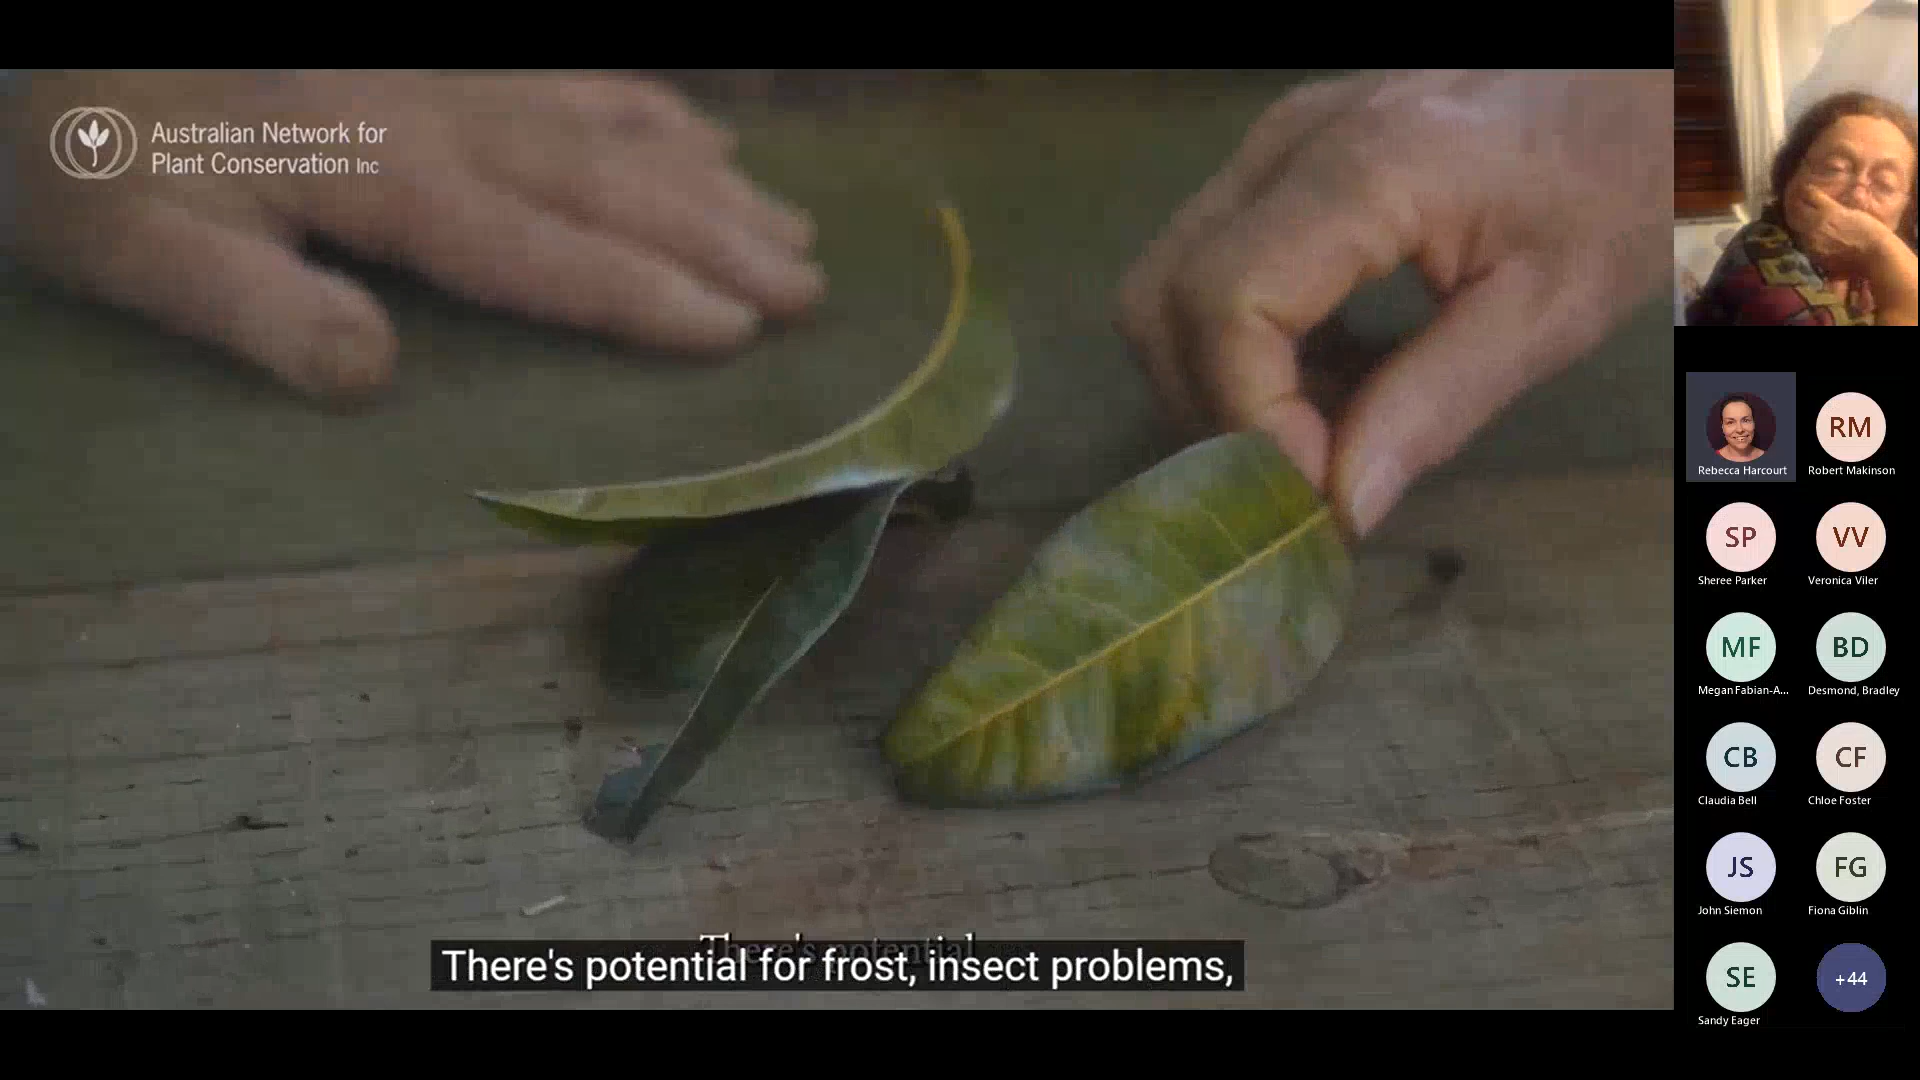 Australian Network for
Plant Conservation Inc
There's potential
There's potential for frost, insect problems,
Rebecca Harcourt
RM
Robert Makinson
SP
Sheree Parker
VV
Veronica Viler
MF
Megan Fabian-A...
BD
Desmond, Bradley
CB
Claudia Bell
CF
Chloe Foster
JS
John Siemon
FG
Fiona Giblin
SE
Sandy Eager
+44